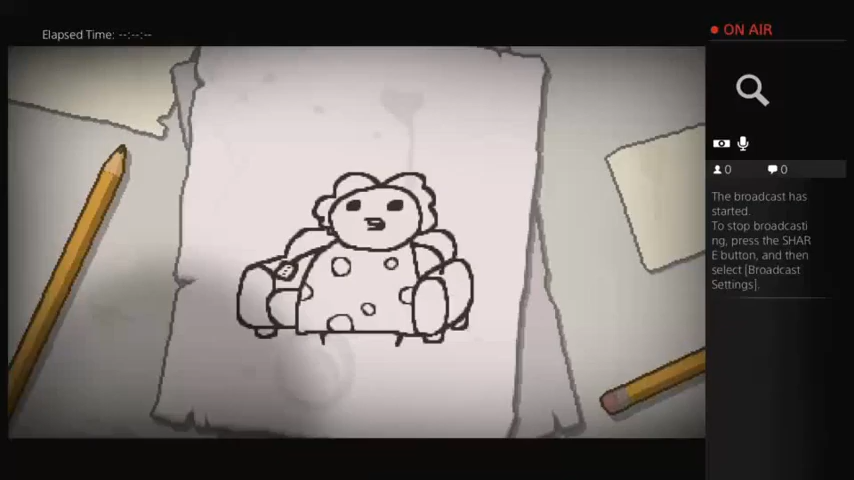 Elapsed Time: --:--:--
ON AIR
0 0
The broadcast has
started.
To stop broadcasti
ng, press the SHAR
E button, and then
select [Broadcast
Settings].